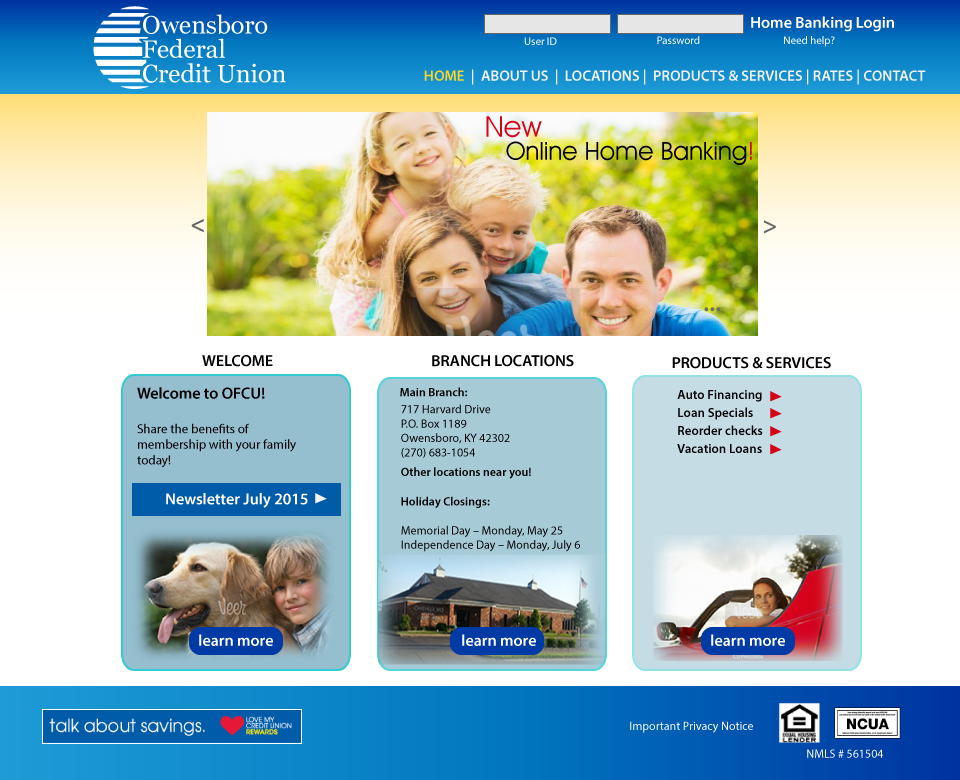 Owensboro
Federal
Credit Union
Home Banking Login
User ID
Password
Need help?
HOME | ABOUT US | LOCATIONS | PRODUCTS & SERVICES | RATES | CONTACT
New
Online Home Banking!
<
>
Veer
WELCOME
Welcome to OFCU!
Share the benefits of
membership with your family
today!
Newsletter July 2015
Veer
learn more
BRANCH LOCATIONS
Main Branch:
717 Harvard Drive
P.O. Box 1189
Owensboro, KY 42302
(270) 683-1054
Other locations near you!
Holiday Closings:
Memorial Day – Monday, May 25
Independence Day – Monday, July 6
learn more
PRODUCTS & SERVICES
Auto Financing
Loan Specials
Reorder checks
Vacation Loans
learn more
talk about savings.
LOVE MY
CREDIT UNION
REWARDS
Important Privacy Notice
EQUAL HOUSING
LENDER
NCUA
NMLS # 561504